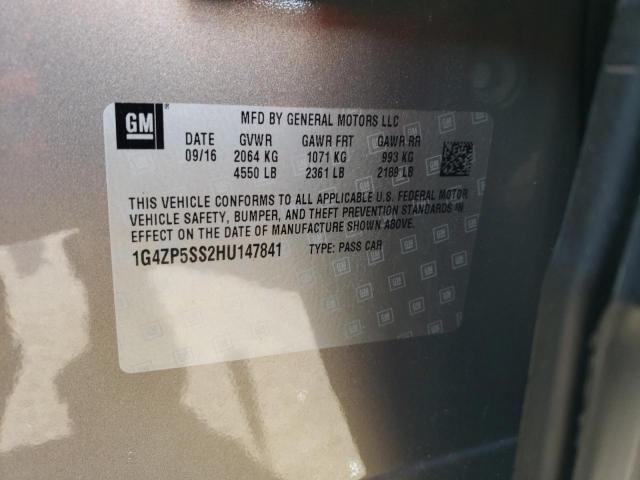 GM
MFD BY GENERAL MOTORS LLC
DATE GVWR GAWR FRT GAWR RR
09/16 2064 KG 1071 KG 993 KG
4550 LB 2361 LB 2189 LB
THIS VEHICLE CONFORMS TO ALL APPLICABLE U.S. FEDERAL MOTOR
VEHICLE SAFETY, BUMPER, AND THEFT PREVENTION STANDARDS IN
EFFECT ON THE DATE OF MANUFACTURE SHOWN ABOVE.
1G4ZP5SS2HU147841 TYPE: PASS CAR